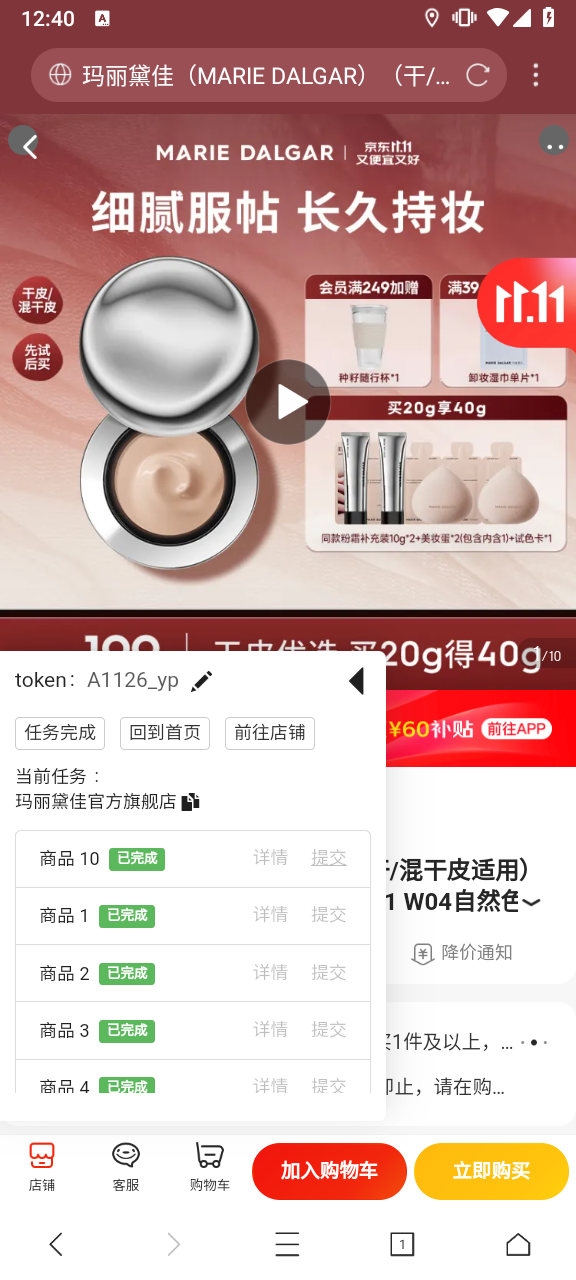 12:40
A
玛丽黛佳（MARIE DALGAR）（干/...
MARIE DALGAR
京东11.11
又便宜又好
细腻服帖 长久持妆
干皮/
混干皮
先试
后买
会员满249加赠
满39
11.11
种籽随行杯*1
卸妆湿巾单片*1
买20g享40g
同款粉霜补充装10g*2+美妆蛋*2(包含内含1)+试色卡*1
干皮优选 买20g得40g
1/10
token： A1126_yp
¥60补贴 前往APP
任务完成 回到首页 前往店铺
当前任务：
玛丽黛佳官方旗舰店
商品 10 已完成 详情 提交
/混干皮适用）
1 W04自然色
商品 1 已完成 详情 提交
降价通知
商品 2 已完成 详情 提交
商品 3 已完成 详情 提交
买1件及以上，...
商品 4 已完成 详情 提交
即止，请在购...
店铺 客服 购物车 加入购物车 立即购买
1